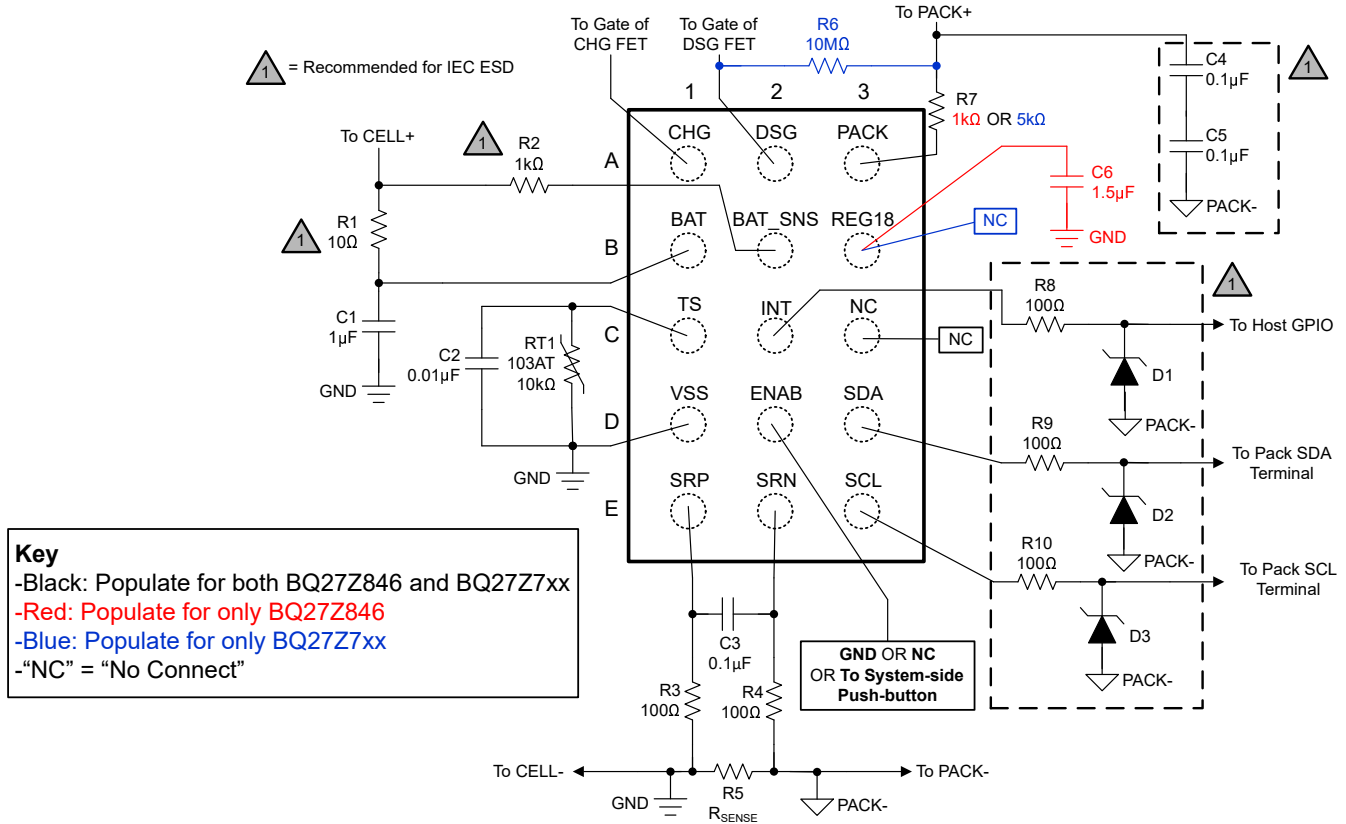 To Gate of
CHG FET
To Gate of
DSG FET
R6
10MΩ
To PACK+
1
= Recommended for IEC ESD
C4
0.1µF
1
1
2
3
R7
1kΩ OR 5kΩ
To CELL+
1
R2
1kΩ
A
CHG
DSG
PACK
C5
0.1µF
C6
1.5µF
PACK-
1
R1
10Ω
B
BAT
BAT_SNS
REG18
NC
GND
1
R8
100Ω
To Host GPIO
C1
1µF
GND
C2
0.01µF
RT1
103AT
10kΩ
C
TS
INT
NC
NC
D1
PACK-
D
VSS
ENAB
SDA
R9
100Ω
To Pack SDA
Terminal
GND
D2
PACK-
E
SRP
SRN
SCL
R10
100Ω
To Pack SCL
Terminal
D3
PACK-
Key
-Black: Populate for both BQ27Z846 and BQ27Z7xx
-Red: Populate for only BQ27Z846
-Blue: Populate for only BQ27Z7xx
-“NC” = “No Connect”
C3
0.1µF
GND OR NC
OR To System-side
Push-button
R3
100Ω
R4
100Ω
To CELL-
To PACK-
GND
R5
RSENSE
PACK-